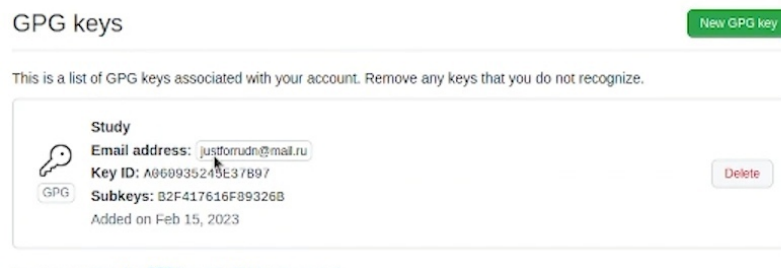 GPG keys
New GPG key
This is a list of GPG keys associated with your account. Remove any keys that you do not recognize.
Study
Email address: justforrudn@mail.ru
Key ID: A060935245E37B97
GPG
Subkeys: B2F417616F89326B
Added on Feb 15, 2023
Delete